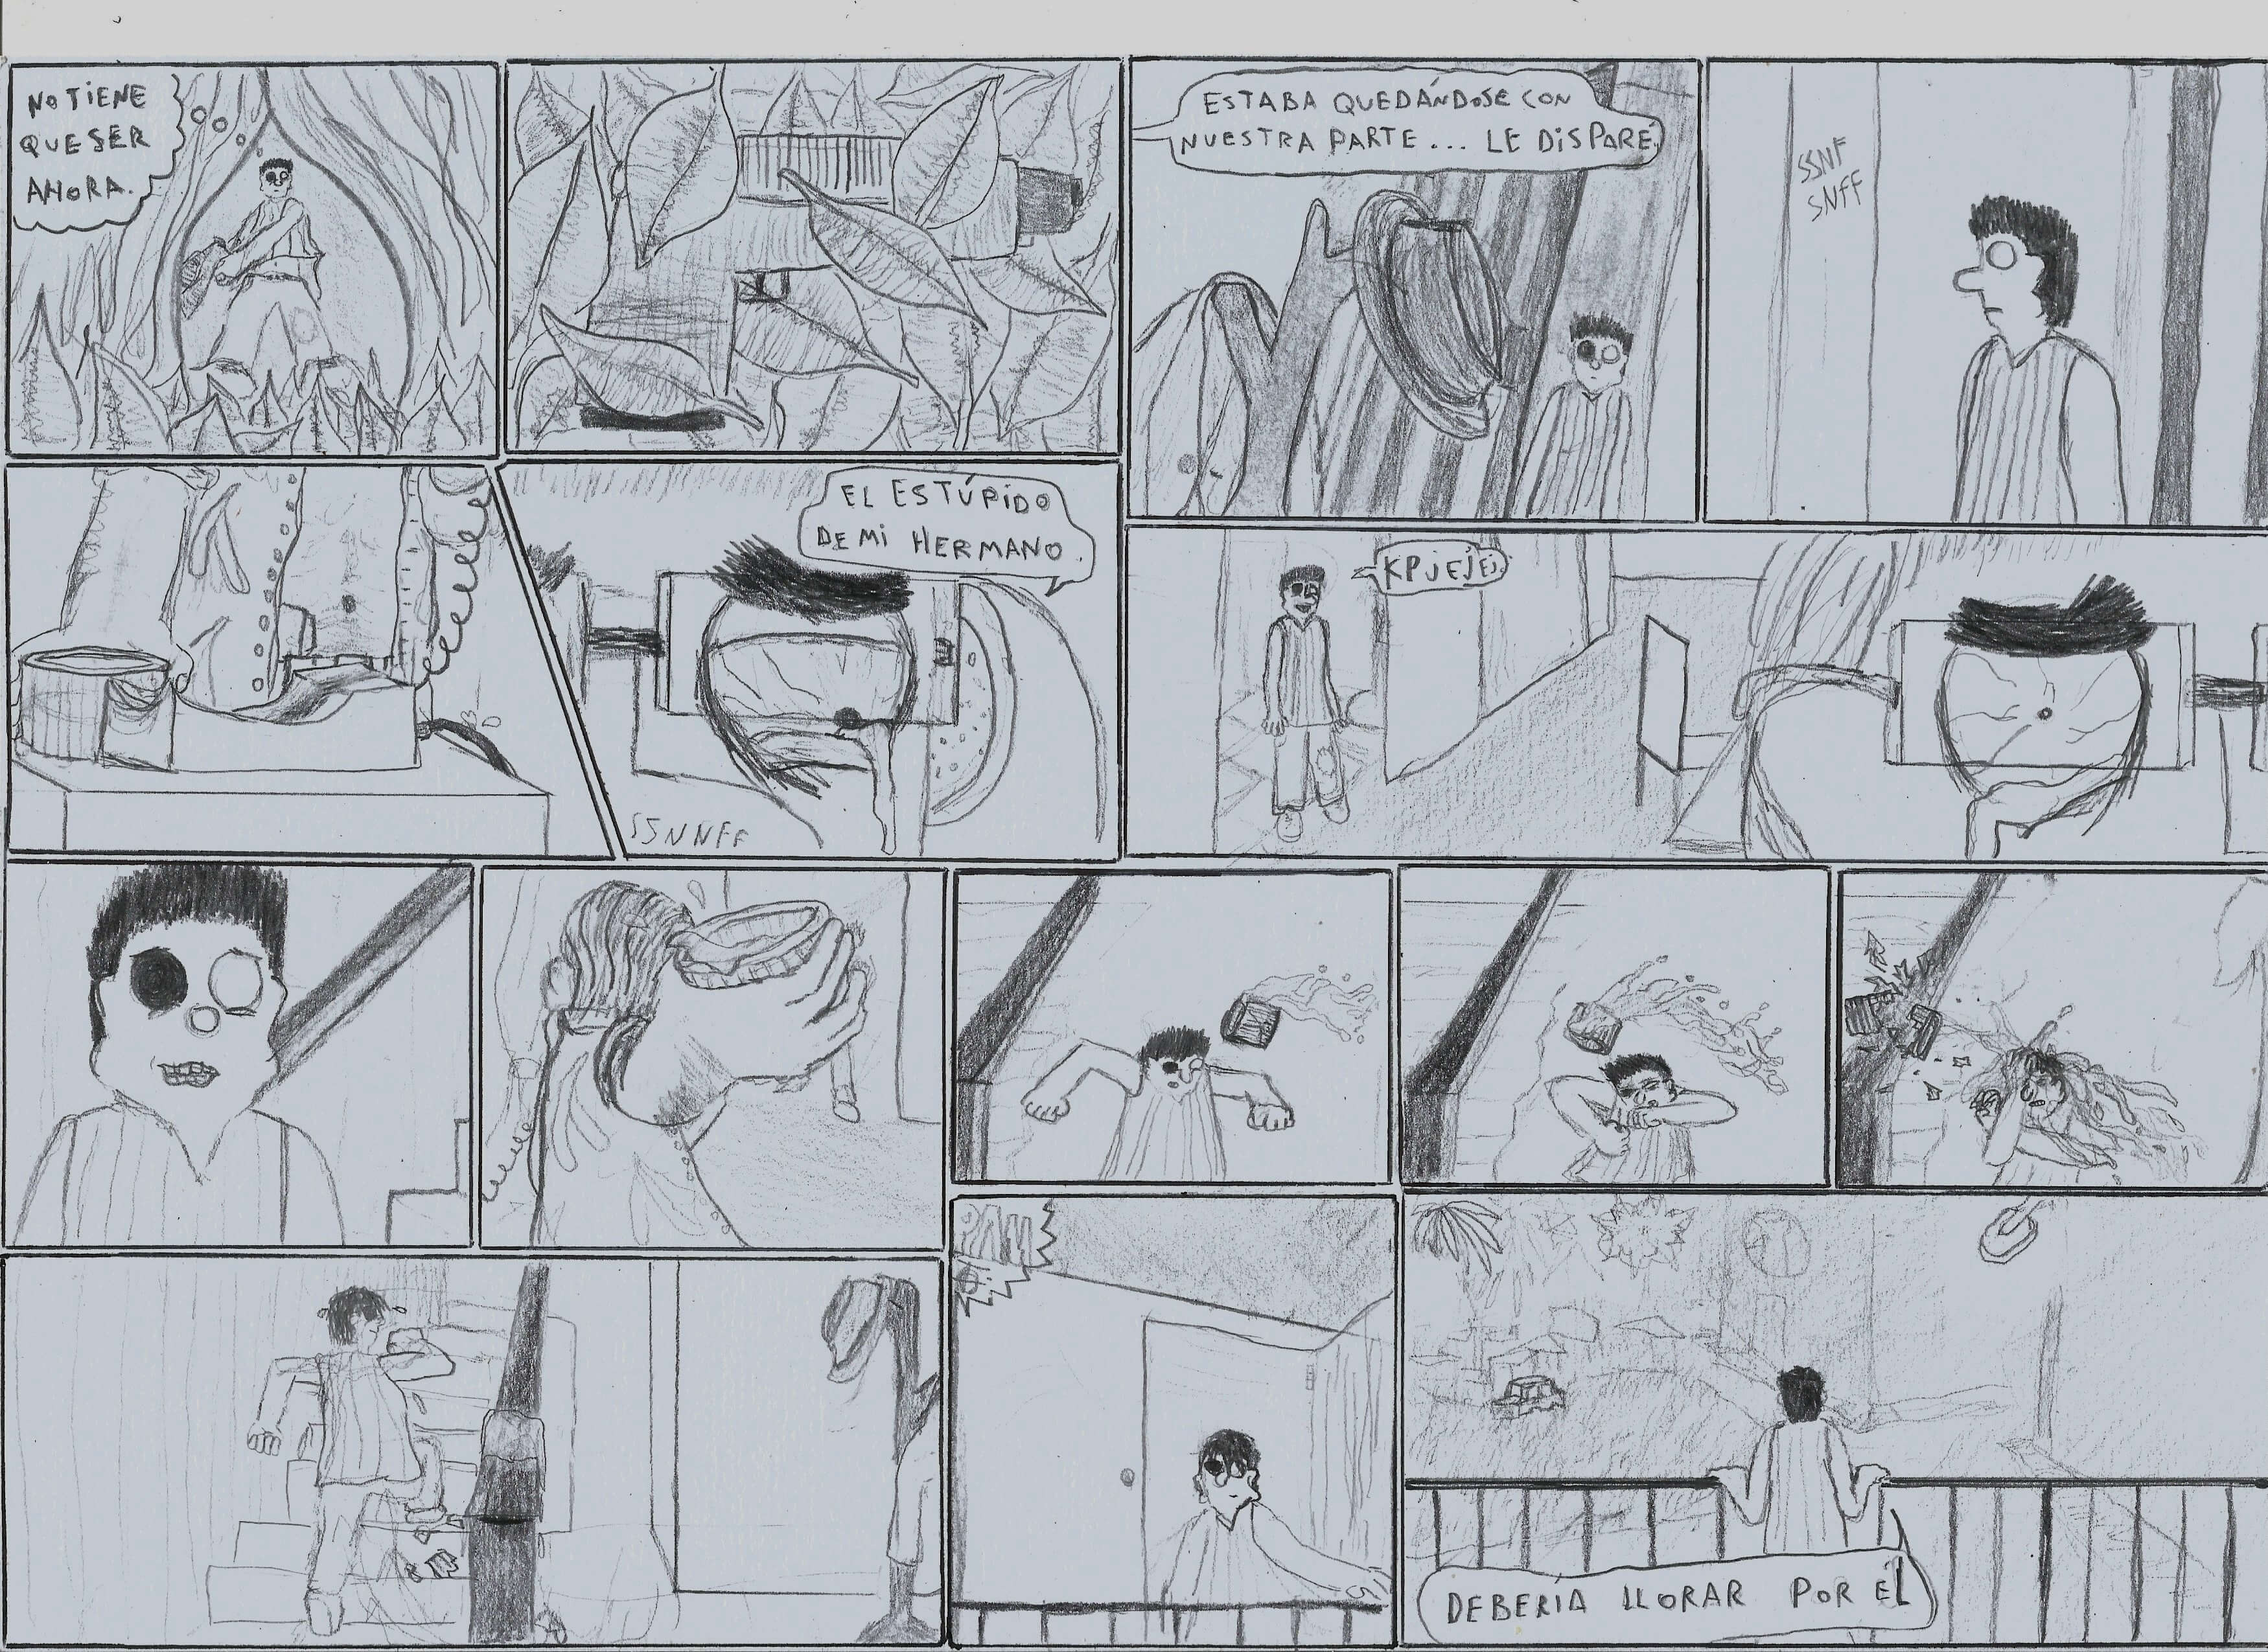 NO TIENE
QUE SER
AHORA.
ESTABA QUEDÁNDOSE CON
NUESTRA PARTE... LE DISPARÉ.
SSNF
SNFF
EL ESTÚPIDO
DE MI HERMANO.
SSNNFF
KPJEJEJ
PAM
DEBERÍA LLORAR POR ÉL